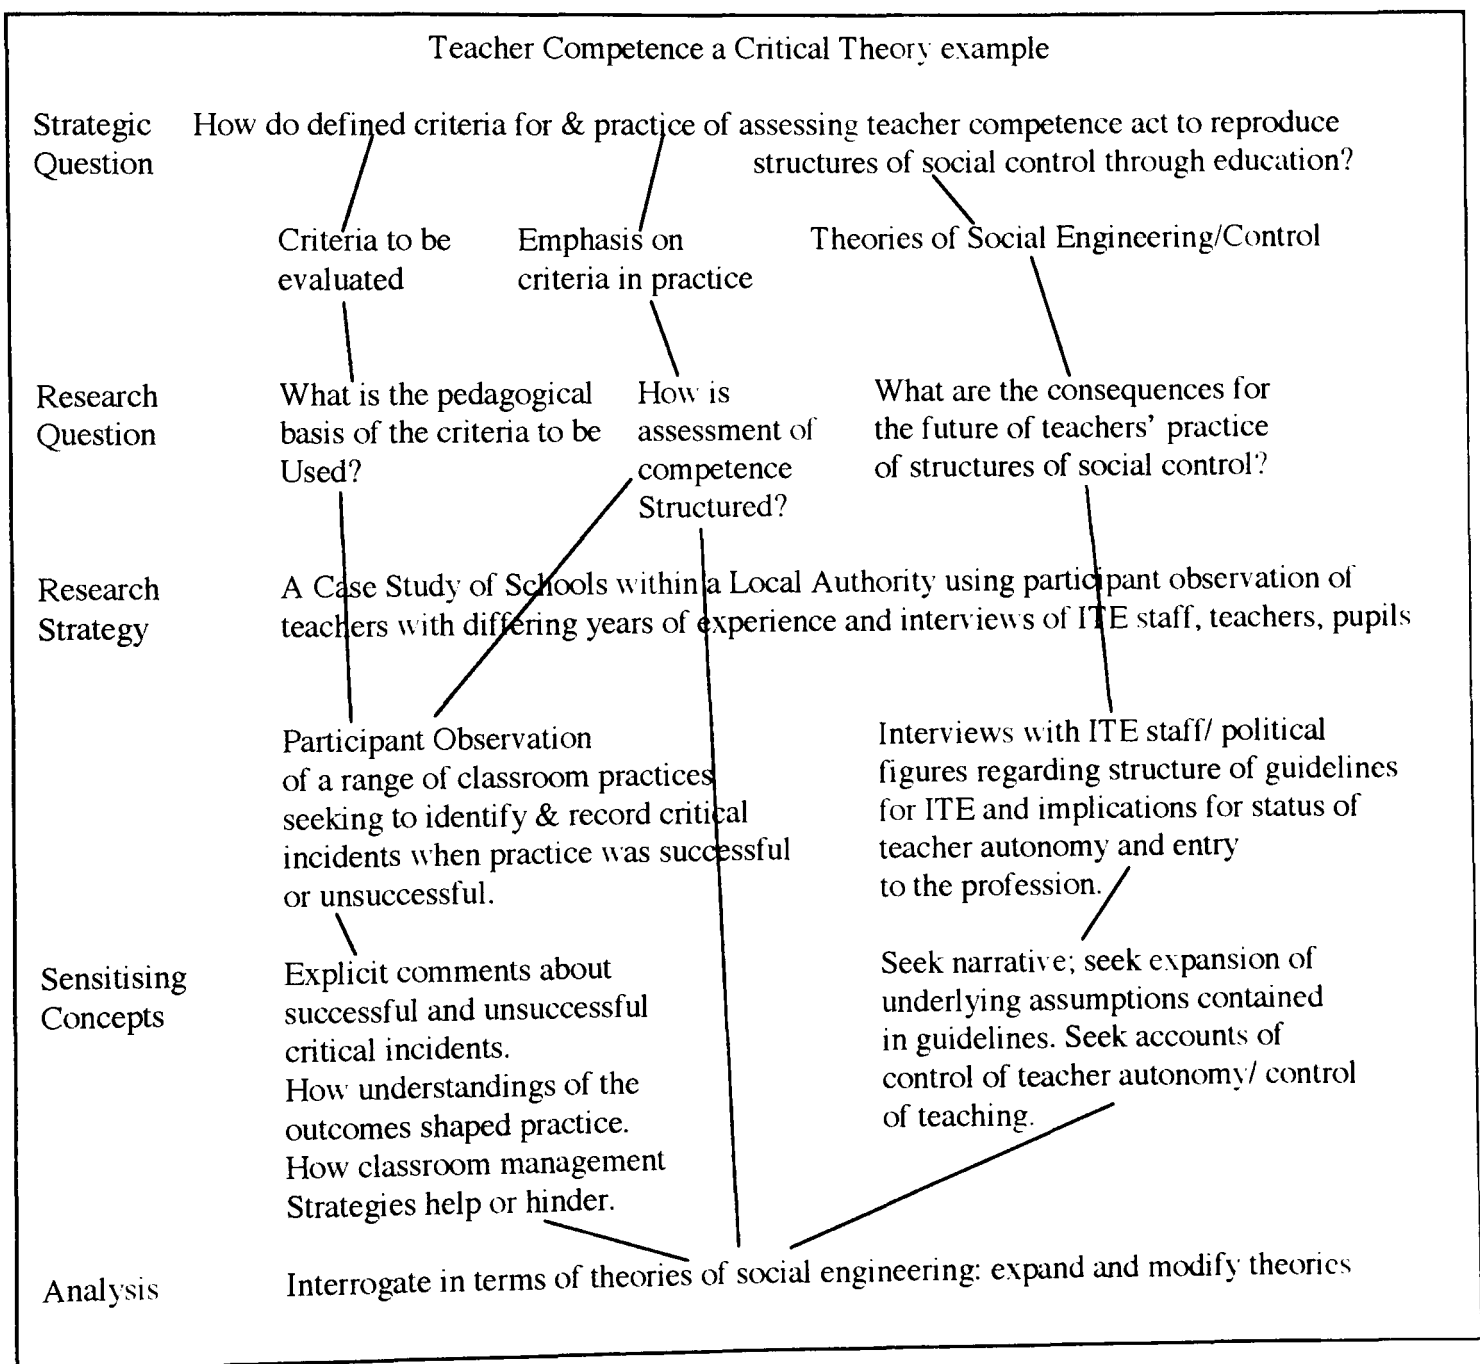 Teacher Competence a Critical Theory example
Strategic Question
How do defined criteria for & practice of assessing teacher competence act to reproduce
structures of social control through education?
Criteria to be
evaluated
Emphasis on
criteria in practice
Theories of Social Engineering/Control
Research
Question
What is the pedagogical
basis of the criteria to be
Used?
How is
assessment of
competence
Structured?
What are the consequences for
the future of teachers' practice
of structures of social control?
Research
Strategy
A Case Study of Schools within a Local Authority using participant observation of
teachers with differing years of experience and interviews of ITE staff, teachers, pupils
Participant Observation
of a range of classroom practices
seeking to identify & record critical
incidents when practice was successful
or unsuccessful.
Interviews with ITE staff/ political
figures regarding structure of guidelines
for ITE and implications for status of
teacher autonomy and entry
to the profession.
Sensitising
Concepts
Explicit comments about
successful and unsuccessful
critical incidents.
How understandings of the
outcomes shaped practice.
How classroom management
Strategies help or hinder.
Seek narrative; seek expansion of
underlying assumptions contained
in guidelines. Seek accounts of
control of teacher autonomy/ control
of teaching.
Analysis
Interrogate in terms of theories of social engineering: expand and modify theories